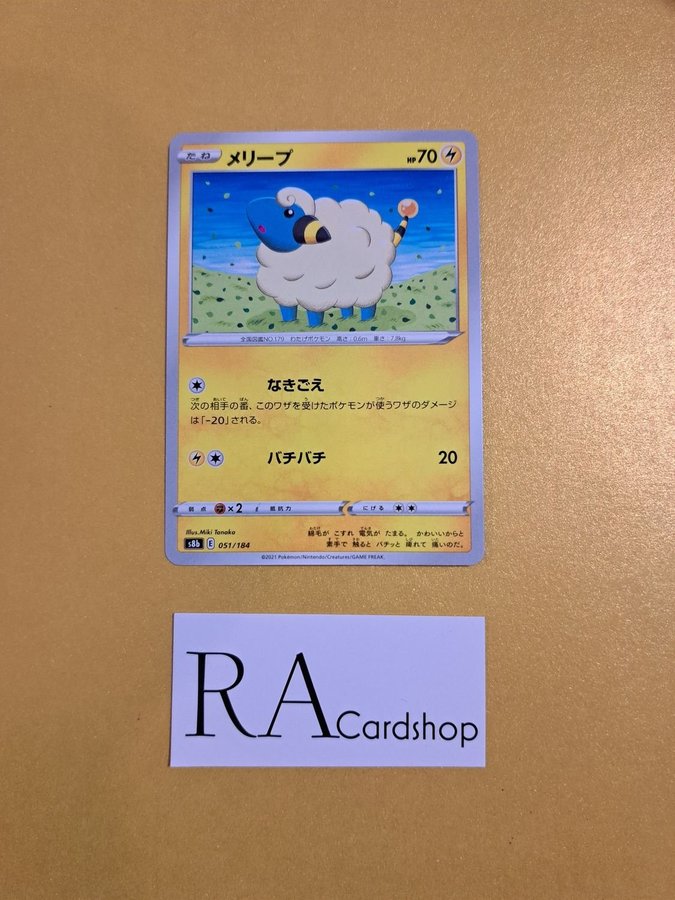 たね メリープ HP 70
全国図鑑NO.179 わたげポケモン 高さ:0.6m 重さ:7.8kg
なきごえ
次の相手の番、このワザを受けたポケモンが使うワザのダメージ
は「-20」される。
バチバチ 20
弱点 ×2 抵抗力 にげる
Illus.Miki Tanaka
綿毛が こすれ 電気が たまる。 かわいいからと
素手で 触ると バチッと 痺れて 痛いのだ。
s8b E 051/184
©2021 Pokémon/Nintendo/Creatures/GAME FREAK.
RA Cardshop